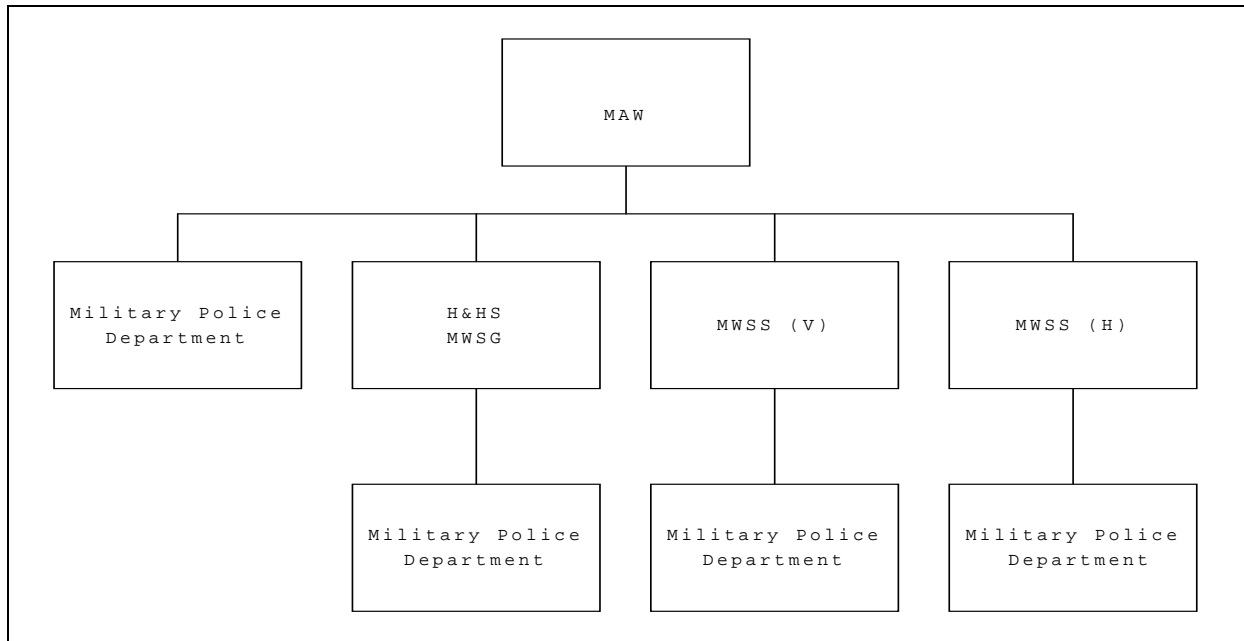 MAW
Military Police
Department
H&HS
MWSG
MWSS (V)
MWSS (H)
Military Police
Department
Military Police
Department
Military Police
Department